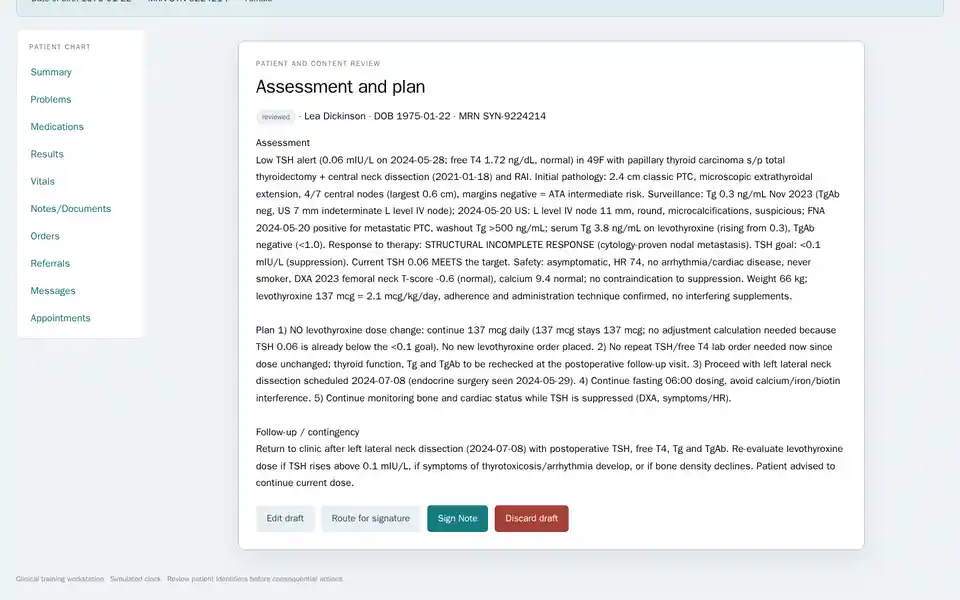 PATIENT CHART
Summary
Problems
Medications
Results
Vitals
Notes/Documents
Orders
Referrals
Messages
Appointments
PATIENT AND CONTENT REVIEW
Assessment and plan
reviewed · Lea Dickinson · DOB 1975-01-22 · MRN SYN-9224214
Assessment
Low TSH alert (0.06 mIU/L on 2024-05-28; free T4 1.72 ng/dL, normal) in 49F with papillary thyroid carcinoma s/p total
thyroidectomy + central neck dissection (2021-01-18) and RAI. Initial pathology: 2.4 cm classic PTC, microscopic extrathyroidal
extension, 4/7 central nodes (largest 0.6 cm), margins negative = ATA intermediate risk. Surveillance: Tg 0.3 ng/mL Nov 2023 (TgAb
neg, US 7 mm indeterminate L level IV node); 2024-05-20 US: L level IV node 11 mm, round, microcalcifications, suspicious; FNA
2024-05-20 positive for metastatic PTC, washout Tg >500 ng/mL; serum Tg 3.8 ng/mL on levothyroxine (rising from 0.3), TgAb
negative (<1.0). Response to therapy: STRUCTURAL INCOMPLETE RESPONSE (cytology-proven nodal metastasis). TSH goal: <0.1
mIU/L (suppression). Current TSH 0.06 MEETS the target. Safety: asymptomatic, HR 74, no arrhythmia/cardiac disease, never
smoker, DXA 2023 femoral neck T-score -0.6 (normal), calcium 9.4 normal; no contraindication to suppression. Weight 66 kg;
levothyroxine 137 mcg = 2.1 mcg/kg/day, adherence and administration technique confirmed, no interfering supplements.
Plan 1) NO levothyroxine dose change: continue 137 mcg daily (137 mcg stays 137 mcg; no adjustment calculation needed because
TSH 0.06 is already below the <0.1 goal). No new levothyroxine order placed. 2) No repeat TSH/free T4 lab order needed now since
dose unchanged; thyroid function, Tg and TgAb to be rechecked at the postoperative follow-up visit. 3) Proceed with left lateral neck
dissection scheduled 2024-07-08 (endocrine surgery seen 2024-05-29). 4) Continue fasting 06:00 dosing, avoid calcium/iron/biotin
interference. 5) Continue monitoring bone and cardiac status while TSH is suppressed (DXA, symptoms/HR).
Follow-up / contingency
Return to clinic after left lateral neck dissection (2024-07-08) with postoperative TSH, free T4, Tg and TgAb. Re-evaluate levothyroxine
dose if TSH rises above 0.1 mIU/L, if symptoms of thyrotoxicosis/arrhythmia develop, or if bone density declines. Patient advised to
continue current dose.
Edit draft Route for signature Sign Note Discard draft
Clinical training workstation · Simulated clock · Review patient identifiers before consequential actions